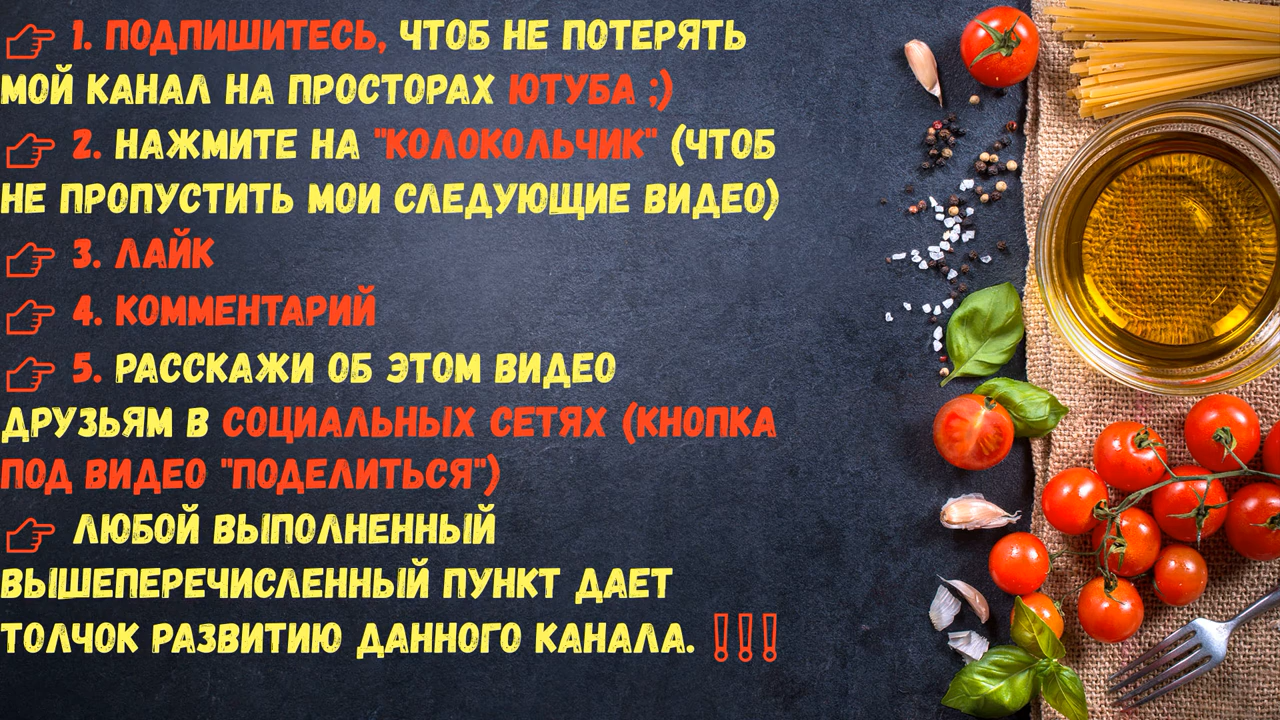 👉 1. ПОДПИШИТЕСЬ, ЧТОБ НЕ ПОТЕРЯТЬ
МОЙ КАНАЛ НА ПРОСТОРАХ ЮТУБА ;)
👉 2. НАЖМИТЕ НА "КОЛОКОЛЬЧИК" (ЧТОБ
НЕ ПРОПУСТИТЬ МОИ СЛЕДУЮЩИЕ ВИДЕО)
👉 3. ЛАЙК
👉 4. КОММЕНТАРИЙ
👉 5. РАССКАЖИ ОБ ЭТОМ ВИДЕО
ДРУЗЬЯМ В СОЦИАЛЬНЫХ СЕТЯХ (КНОПКА
ПОД ВИДЕО "ПОДЕЛИТЬСЯ")
👉 ЛЮБОЙ ВЫПОЛНЕННЫЙ
ВЫШЕПЕРЕЧИСЛЕННЫЙ ПУНКТ ДАЕТ
ТОЛЧОК РАЗВИТИЮ ДАННОГО КАНАЛА. ❗❗❗